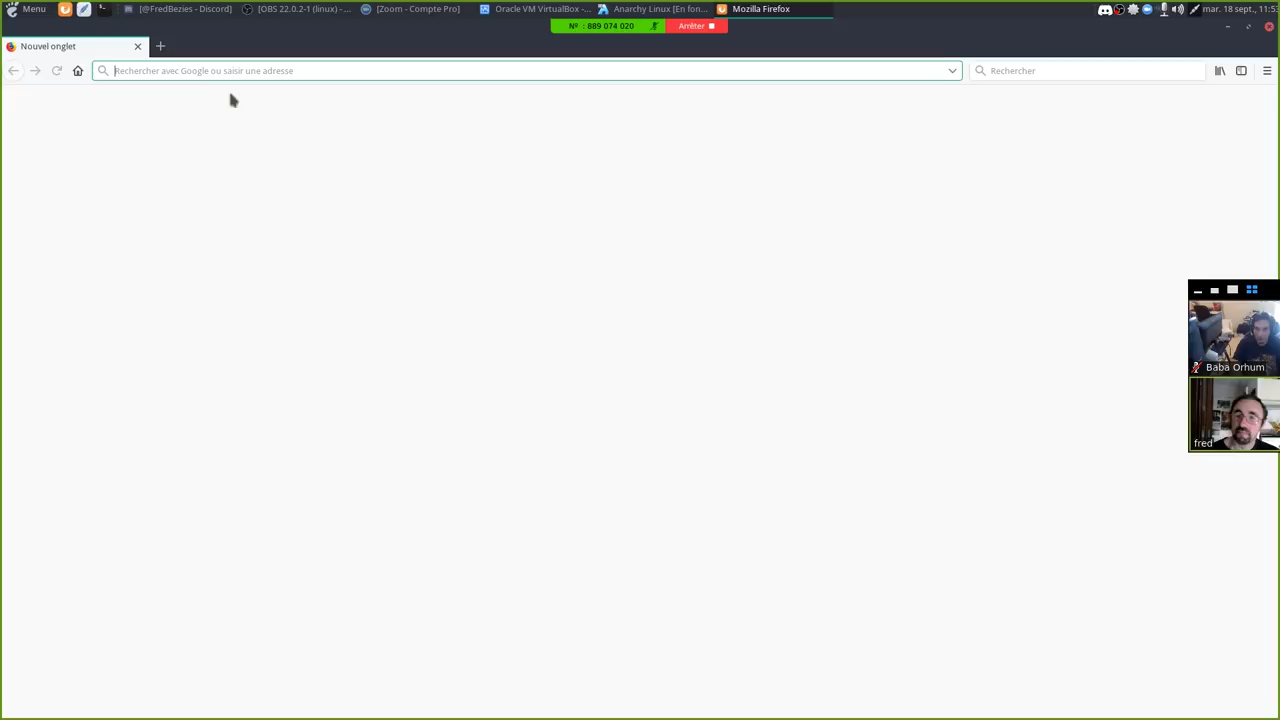 Menu
[@FredBezies - Discord]
[OBS 22.0.2-1 (linux) - ...
[Zoom - Compte Pro]
Oracle VM VirtualBox -...
Anarchy Linux [En fon...
Mozilla Firefox
mar. 18 sept., 11:5
N° : 889 074 020
Arrêter
Nouvel onglet
Rechercher avec Google ou saisir une adresse
Rechercher
Baba Orhum
fred